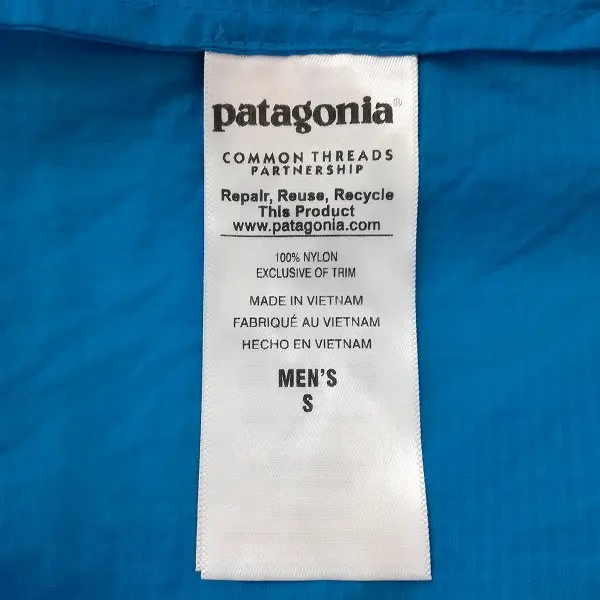 patagonia®
COMMON THREADS
PARTNERSHIP
Repair, Reuse, Recycle
This Product
www.patagonia.com
100% NYLON
EXCLUSIVE OF TRIM
MADE IN VIETNAM
FABRIQUÉ AU VIETNAM
HECHO EN VIETNAM
MEN'S
S